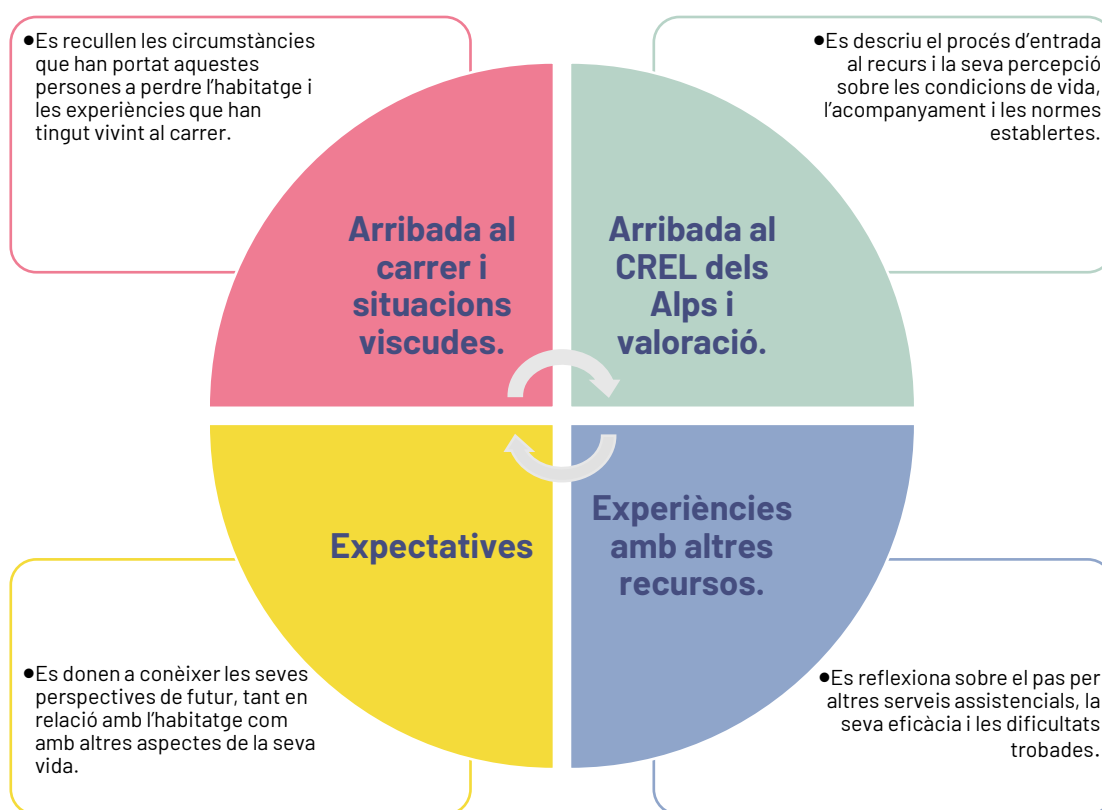 ●Es recullen les circumstàncies
que han portat aquestes
persones a perdre l’habitatge i
les experiències que han
tingut vivint al carrer.
●Es descriu el procés d’entrada
al recurs i la seva percepció
sobre les condicions de vida,
l’acompanyament i les normes
establertes.
Arribada al
carrer i
situacions
viscudes.
Arribada al
CREL dels
Alps i
valoració.
Expectatives
Experiències
amb altres
recursos.
●Es donen a conèixer les seves
perspectives de futur, tant en
relació amb l’habitatge com
amb altres aspectes de la seva
vida.
●Es reflexiona sobre el pas per
altres serveis assistencials, la
seva eficàcia i les dificultats
trobades.